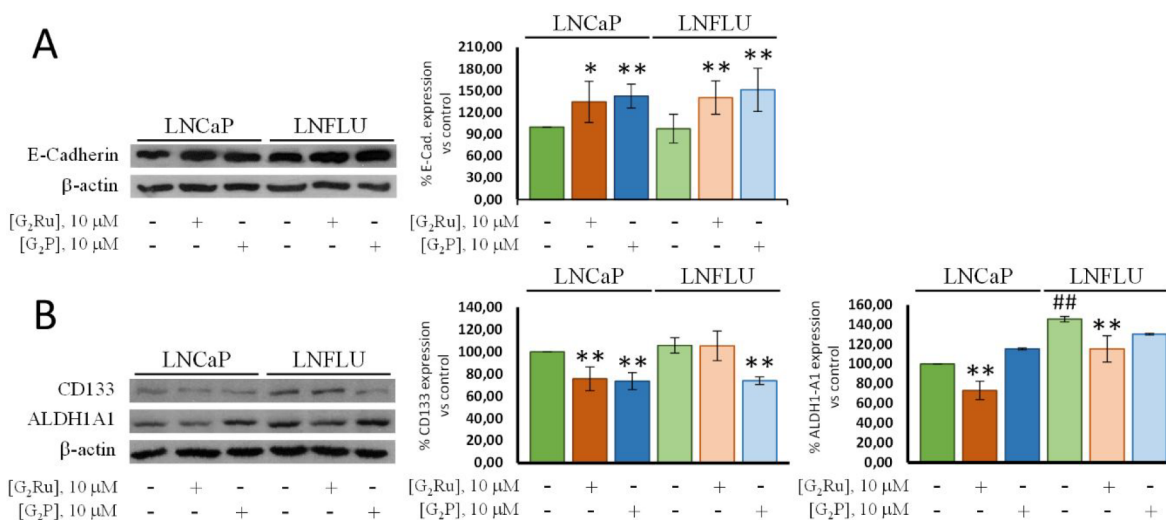 A
LNCaP LNFLU
E-Cadherin
β-actin
[G₂Ru], 10 μM - + - - + -
[G₂P], 10 μM - - + - - +
LNCaP LNFLU
% E-Cad. expression
vs control
210,00
180,00
150,00
120,00
90,00
60,00
30,00
0,00
* ** ** **
[G₂Ru], 10 μM - + - - + -
[G₂P], 10 μM - - + - - +
B
LNCaP LNFLU
CD133
ALDH1A1
β-actin
[G₂Ru], 10 μM - + - - + -
[G₂P], 10 μM - - + - - +
LNCaP LNFLU
% CD133 expression
vs control
140,00
120,00
100,00
80,00
60,00
40,00
20,00
0,00
** ** **
[G₂Ru], 10 μM - + - - + -
[G₂P], 10 μM - - + - - +
LNCaP LNFLU
% ALDH1-A1 expression
vs control
160,00
140,00
120,00
100,00
80,00
60,00
40,00
20,00
0,00
** ## **
[G₂Ru], 10 μM - + - - + -
[G₂P], 10 μM - - + - - +